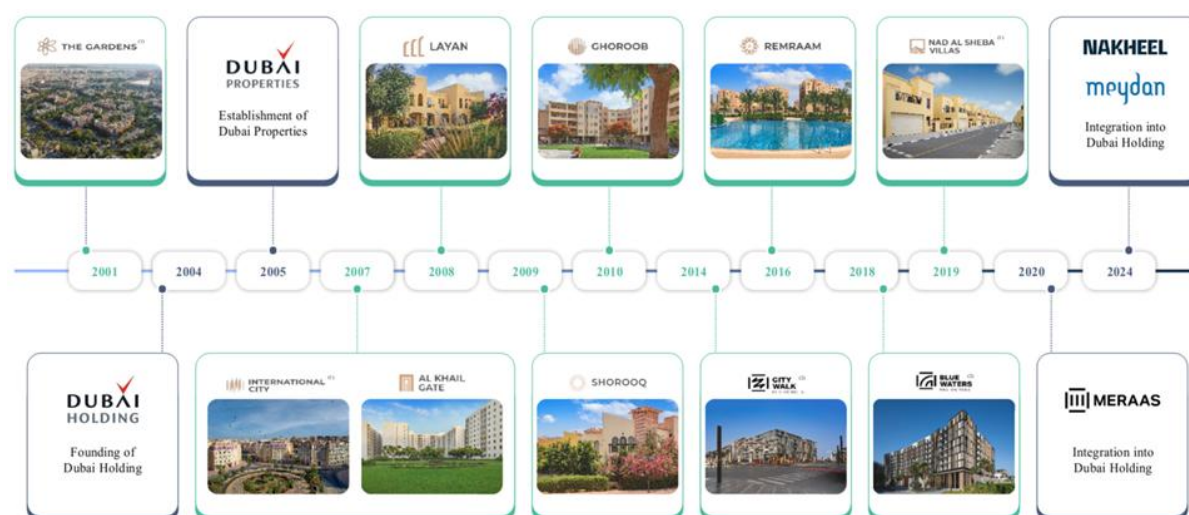 THE GARDENS
DUBAI
PROPERTIES
Establishment of
Dubai Properties
LAYAN
GHOROOB
REMRAAM
NAD AL SHEBA
VILLAS
NAKHEEL
meydan
Integration into
Dubai Holding
2001
2004
2005
2007
2008
2009
2010
2014
2016
2018
2019
2020
2024
DUBAI
HOLDING
Founding of
Dubai Holding
INTERNATIONAL
CITY
AL KHAIL
GATE
SHOROOQ
CITY
WALK
BLUE
WATERS
MERAAS
Integration into
Dubai Holding